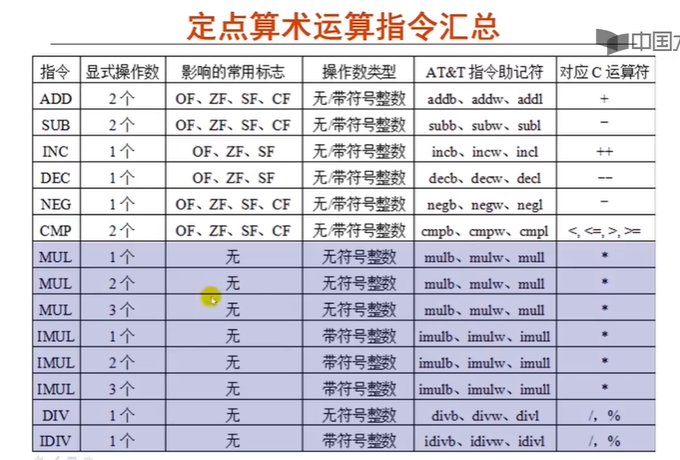 定点算术运算指令汇总
中国
指令 显式操作数 影响的常用标志 操作数类型 AT&T 指令助记符 对应 C 运算符
ADD 2 个 OF、ZF、SF、CF 无/带符号整数 addb、addw、addl +
SUB 2 个 OF、ZF、SF、CF 无/带符号整数 subb、subw、subl −
INC 1 个 OF、ZF、SF 无/带符号整数 incb、incw、incl ++
DEC 1 个 OF、ZF、SF 无/带符号整数 decb、decw、decl −−
NEG 1 个 OF、ZF、SF、CF 无/带符号整数 negb、negw、negl −
CMP 2 个 OF、ZF、SF、CF 无/带符号整数 cmpb、cmpw、cmpl <, <=, >, >=
MUL 1 个 无 无符号整数 mulb、mulw、mull *
MUL 2 个 无 无符号整数 mulb、mulw、mull *
MUL 3 个 无 无符号整数 mulb、mulw、mull *
IMUL 1 个 无 带符号整数 imulb、imulw、imull *
IMUL 2 个 无 带符号整数 imulb、imulw、imull *
IMUL 3 个 无 带符号整数 imulb、imulw、imull *
DIV 1 个 无 无符号整数 divb、divw、divl /，%
IDIV 1 个 无 带符号整数 idivb、idivw、idivl /，%